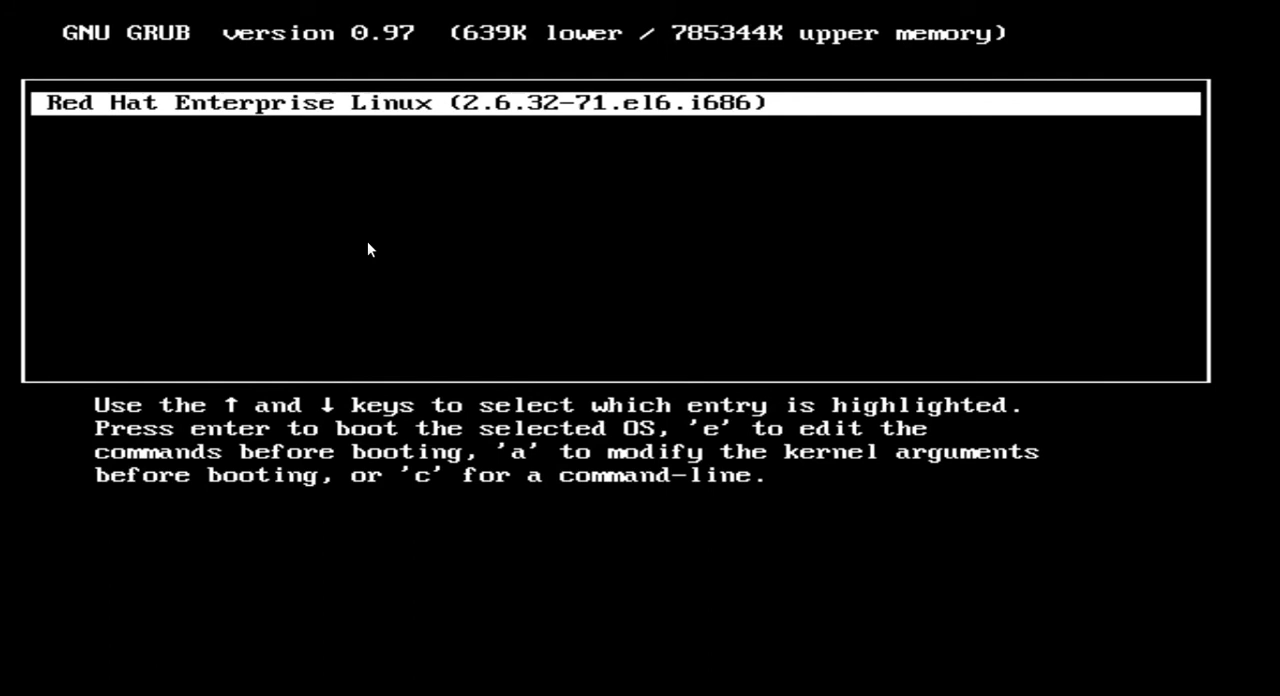 GNU GRUB version 0.97 (639K lower / 785344K upper memory)
Red Hat Enterprise Linux (2.6.32-71.el6.i686)
Use the ↑ and ↓ keys to select which entry is highlighted.
Press enter to boot the selected OS, 'e' to edit the
commands before booting, 'a' to modify the kernel arguments
before booting, or 'c' for a command-line.